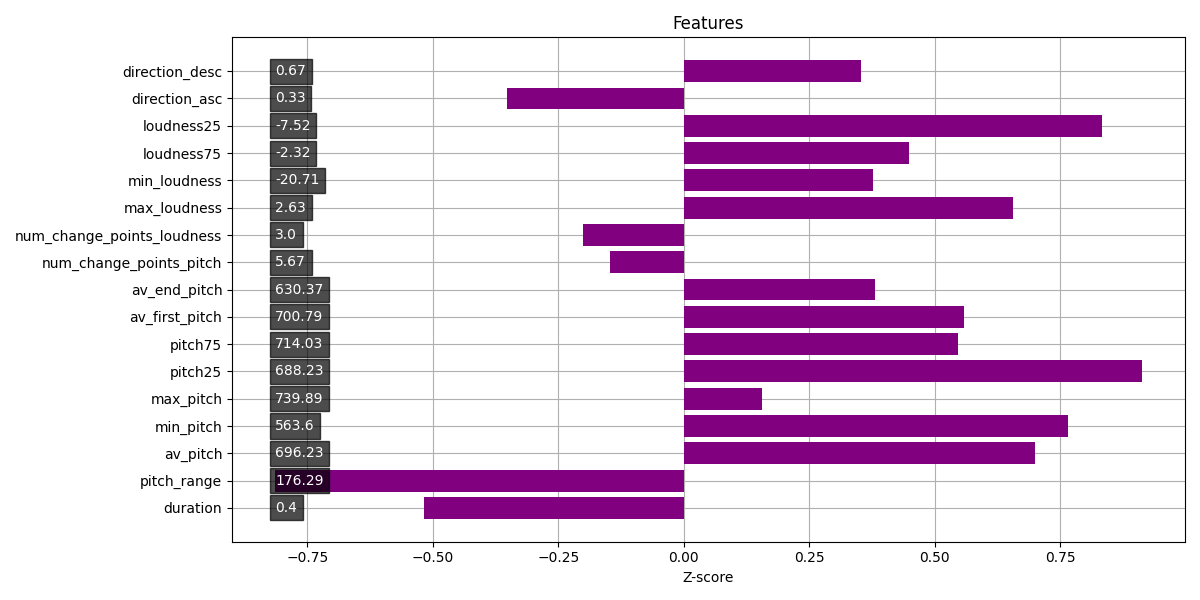 Features
direction_desc 0.67
direction_asc 0.33
loudness25 -7.52
loudness75 -2.32
min_loudness -20.71
max_loudness 2.63
num_change_points_loudness 3.0
num_change_points_pitch 5.67
av_end_pitch 630.37
av_first_pitch 700.79
pitch75 714.03
pitch25 688.23
max_pitch 739.89
min_pitch 563.6
av_pitch 696.23
pitch_range 176.29
duration 0.4
−0.75 −0.50 −0.25 0.00 0.25 0.50 0.75
Z-score